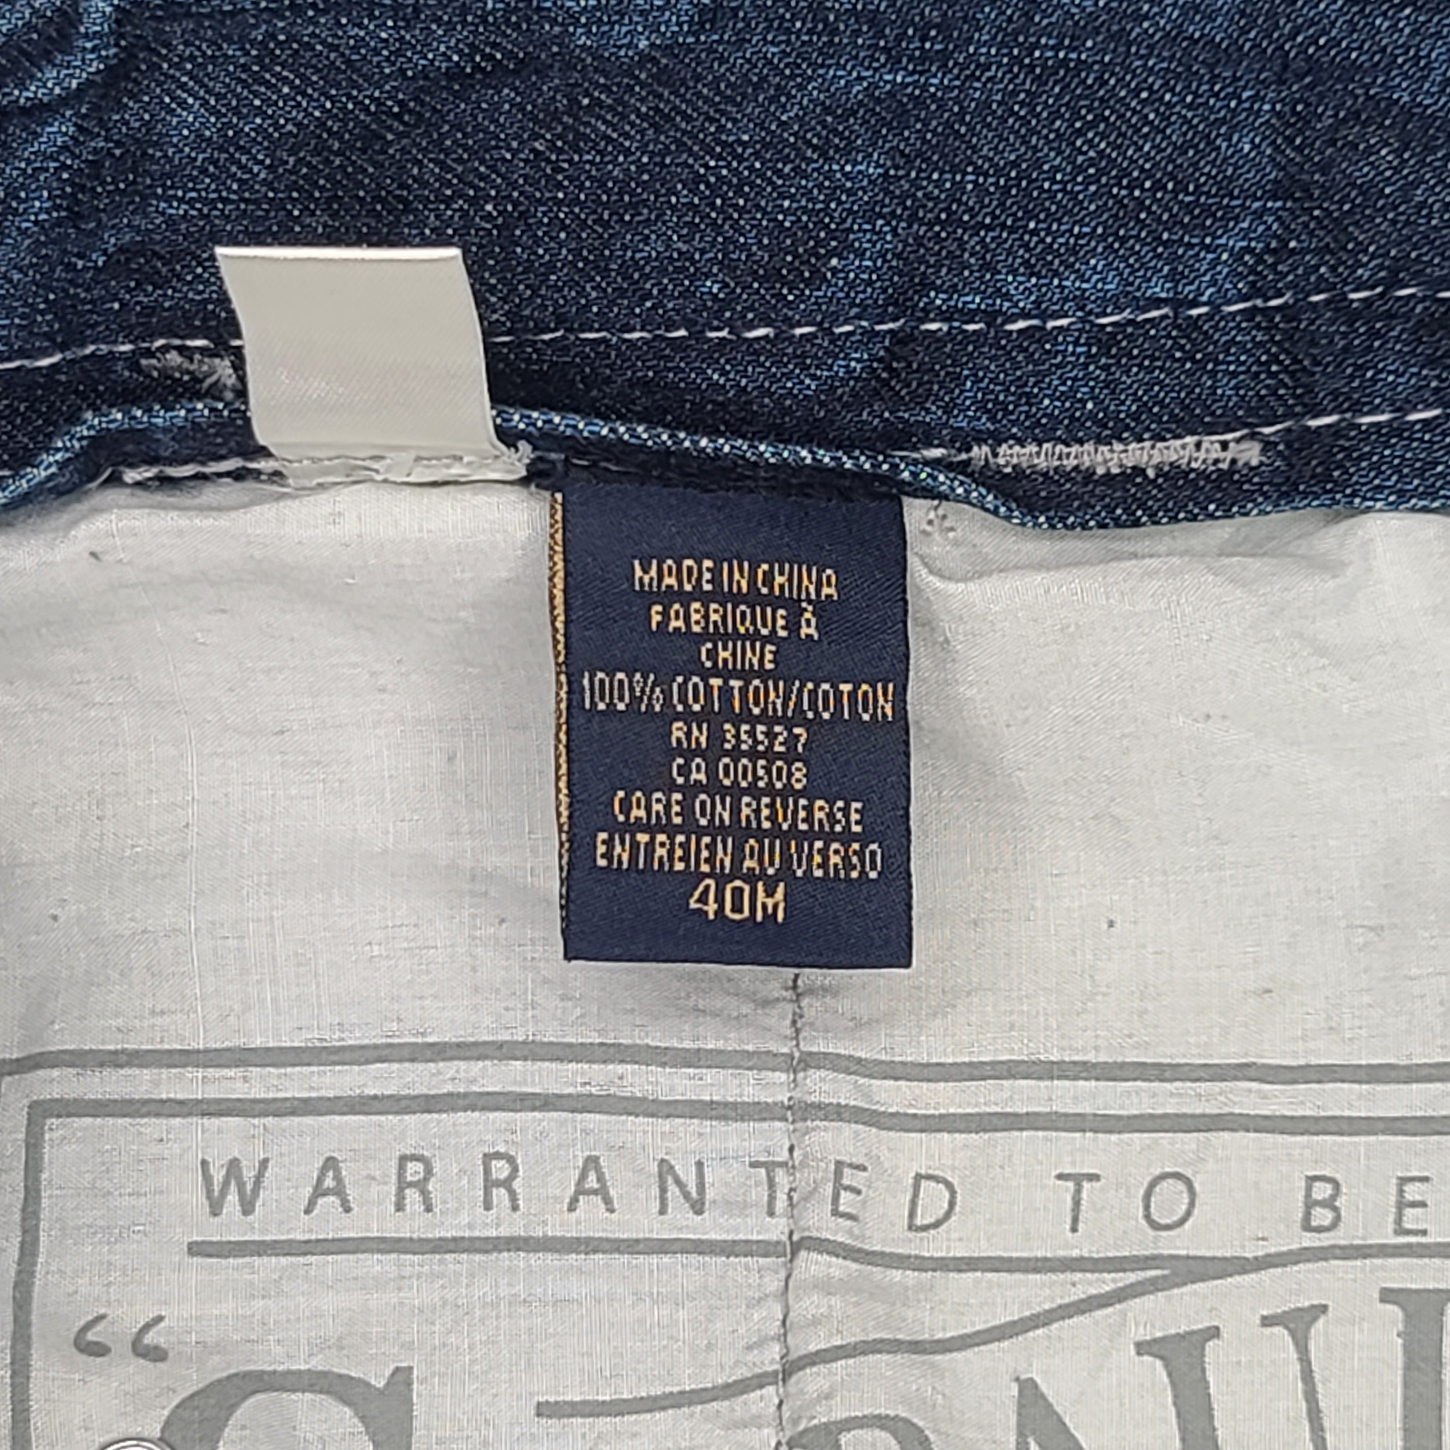 MADE IN CHINA
FABRIQUE À
CHINE
100% COTTON/COTON
RN 35527
CA 00508
CARE ON REVERSE
ENTREIEN AU VERSO
40M
WARRANTED TO BE